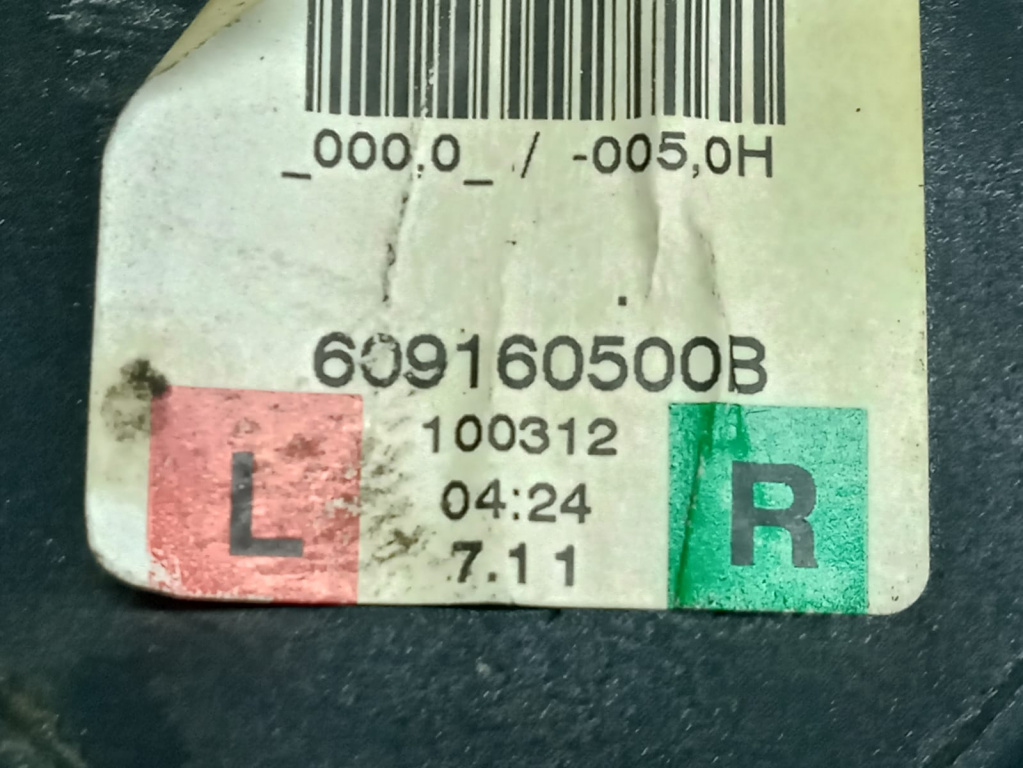 _000,0_ / -005,0H
609160500B
100312
L
04:24
R
7.11